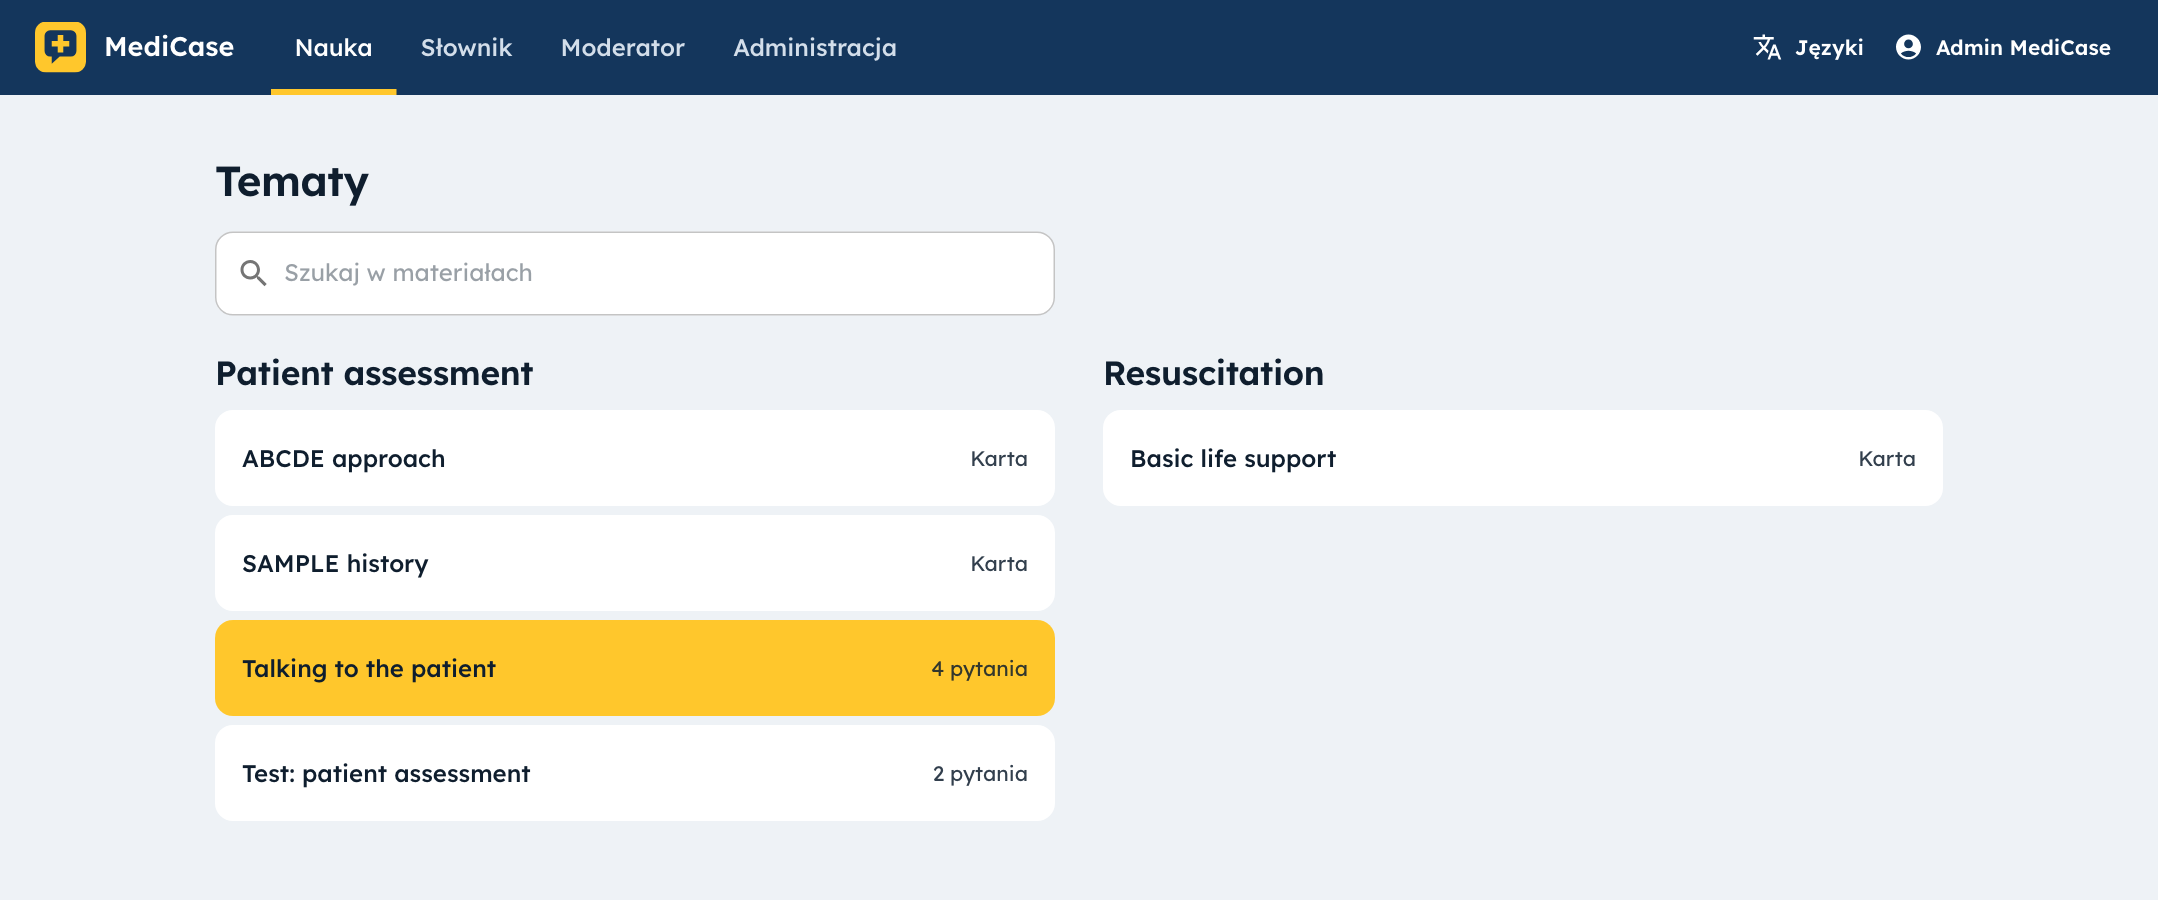 MediCase
Nauka
Słownik
Moderator
Administracja
Języki
Admin MediCase
Tematy
Szukaj w materiałach
Patient assessment
ABCDE approach
Karta
SAMPLE history
Karta
Talking to the patient
4 pytania
Test: patient assessment
2 pytania
Resuscitation
Basic life support
Karta